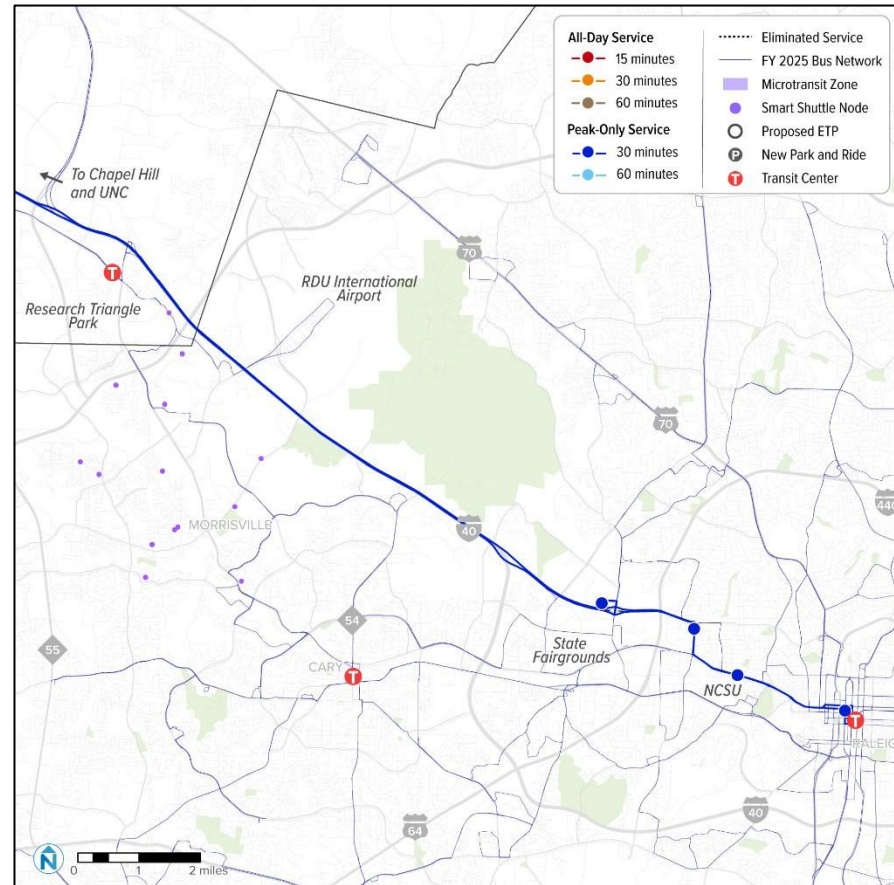 All-Day Service
15 minutes
30 minutes
60 minutes
Peak-Only Service
30 minutes
60 minutes
Eliminated Service
FY 2025 Bus Network
Microtransit Zone
Smart Shuttle Node
Proposed ETP
P New Park and Ride
T Transit Center
To Chapel Hill
and UNC
70
T
RDU International
Airport
Research Triangle
Park
70
440
MORRISVILLE
40
54
55
State
Fairgrounds
CARY
T
NCSU
T
RALEIG
40
64
N
0 1 2 miles